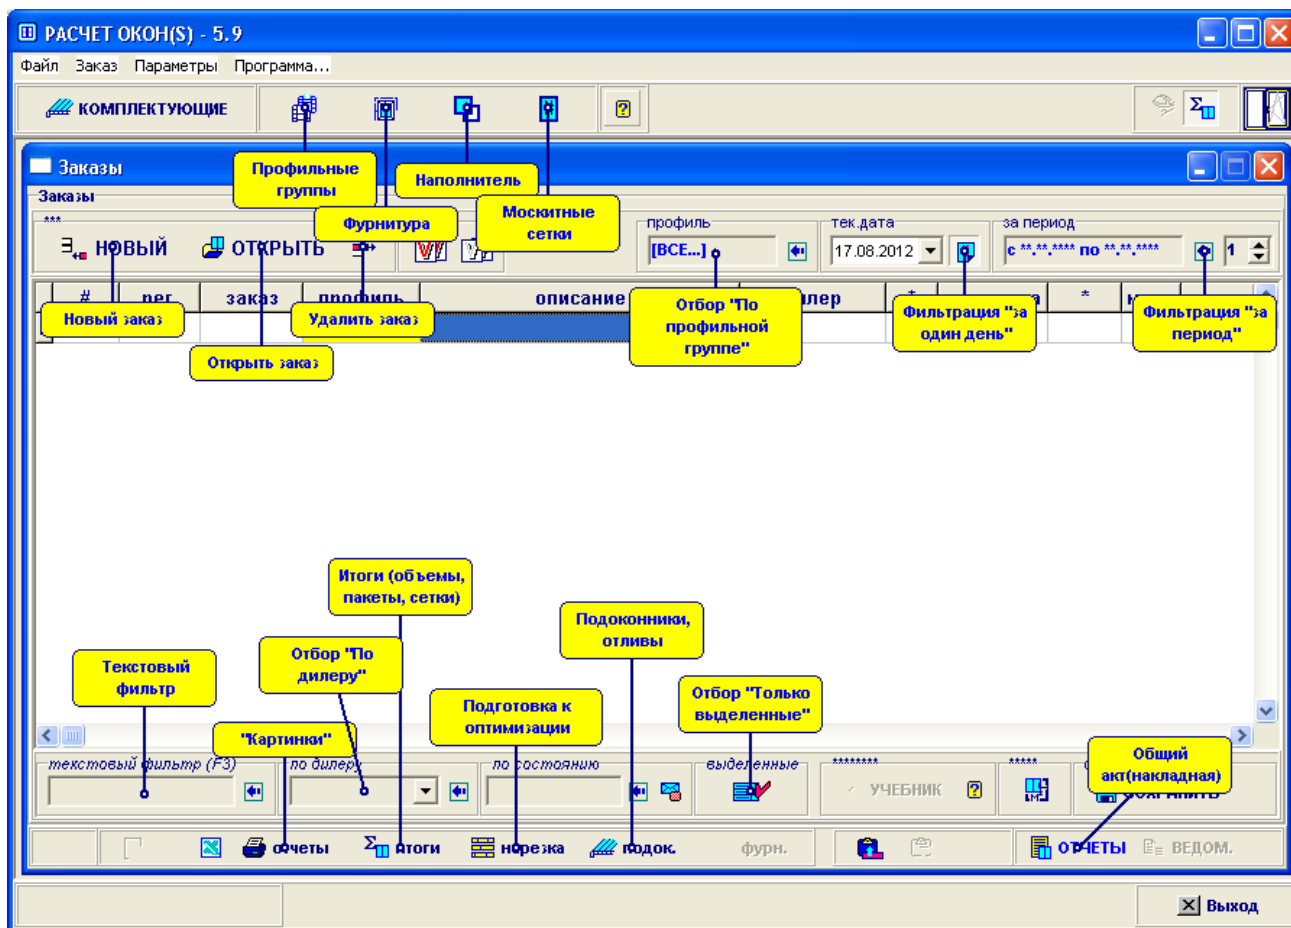 РАСЧЕТ ОКОН(S) - 5.9
Файл Заказ Параметры Программа...
КОМПЛЕКТУЮЩИЕ
Профильные
группы
Наполнитель
Фурнитура
Москитные
сетки
Заказы
Заказы
***
НОВЫЙ ОТКРЫТЬ
профиль
[ВСЕ...]
тек.дата
17.08.2012
за период
с **.**.**** по **.**.****
1
# рег заказ профиль описание * *
Новый заказ
Открыть заказ
Удалить заказ
Отбор "По
профильной
группе"
Фильтрация "за
один день"
Фильтрация "за
период"
Итоги (объемы,
пакеты, сетки)
Подоконники,
отливы
Текстовый
фильтр
Отбор "По
дилеру"
"Картинки"
Подготовка к
оптимизации
Отбор "Только
выделенные"
Общий
акт(накладная)
текстовый фильтр (F3)
по дилеру
по состоянию
выделенные
********
УЧЕБНИК
*****
СОХРАНИТЬ
отчеты итоги нарезка подок. фурн.
ОТЧЕТЫ ВЕДОМ.
Выход